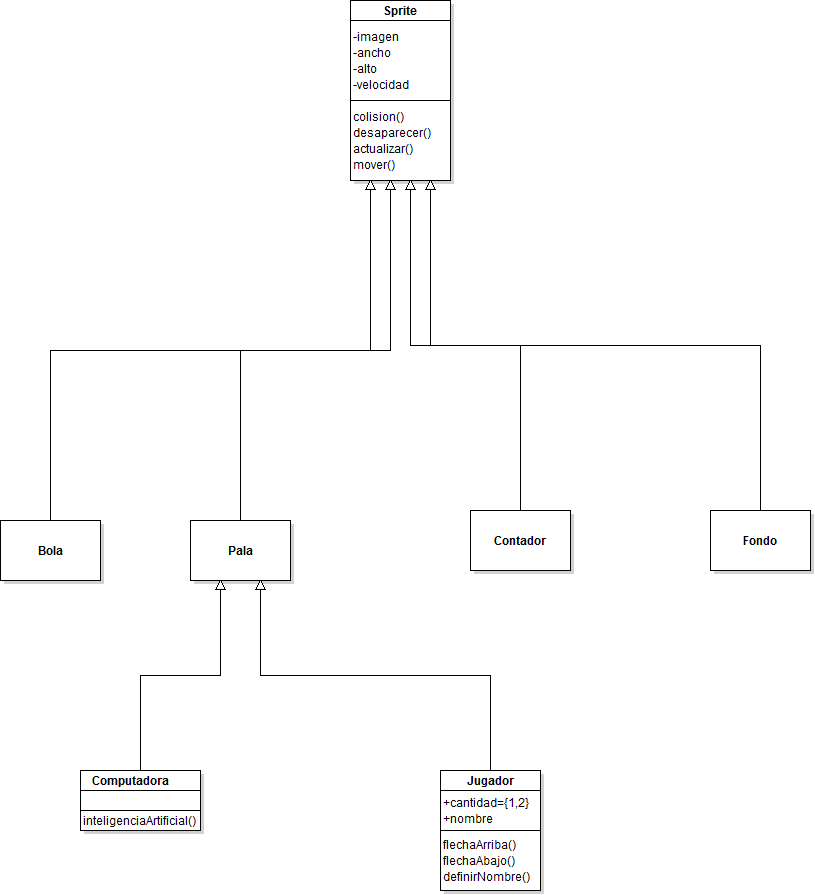 Sprite
-imagen
-ancho
-alto
-velocidad
colision()
desaparecer()
actualizar()
mover()
Bola
Pala
Contador
Fondo
Computadora
inteligenciaArtificial()
Jugador
+cantidad={1,2}
+nombre
flechaArriba()
flechaAbajo()
definirNombre()